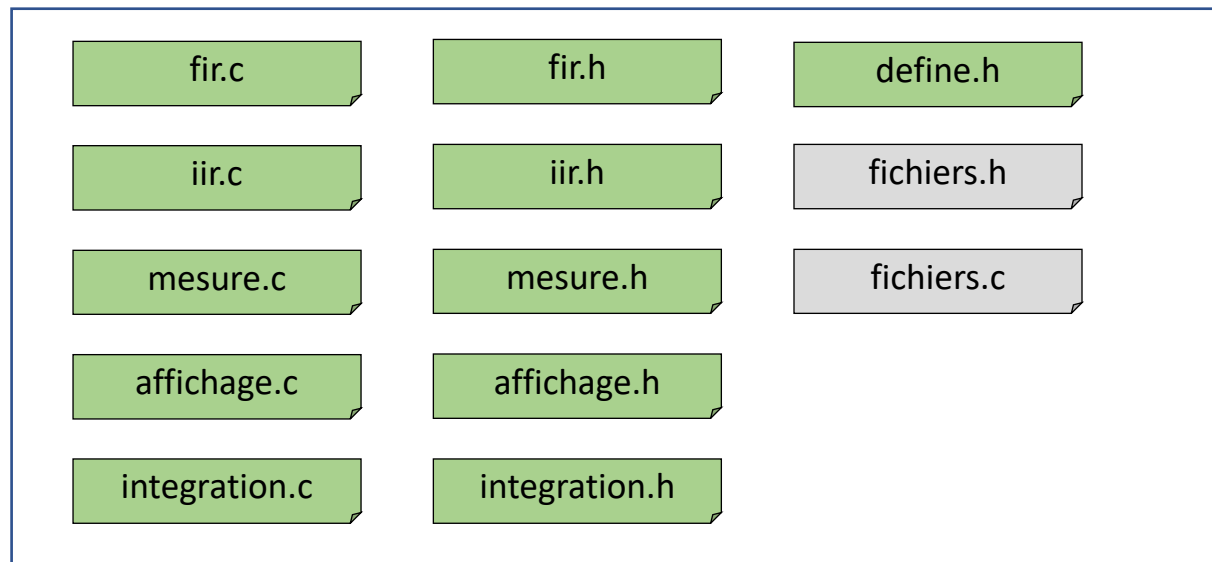 fir.c
fir.h
define.h
iir.c
iir.h
fichiers.h
mesure.c
mesure.h
fichiers.c
affichage.c
affichage.h
integration.c
integration.h